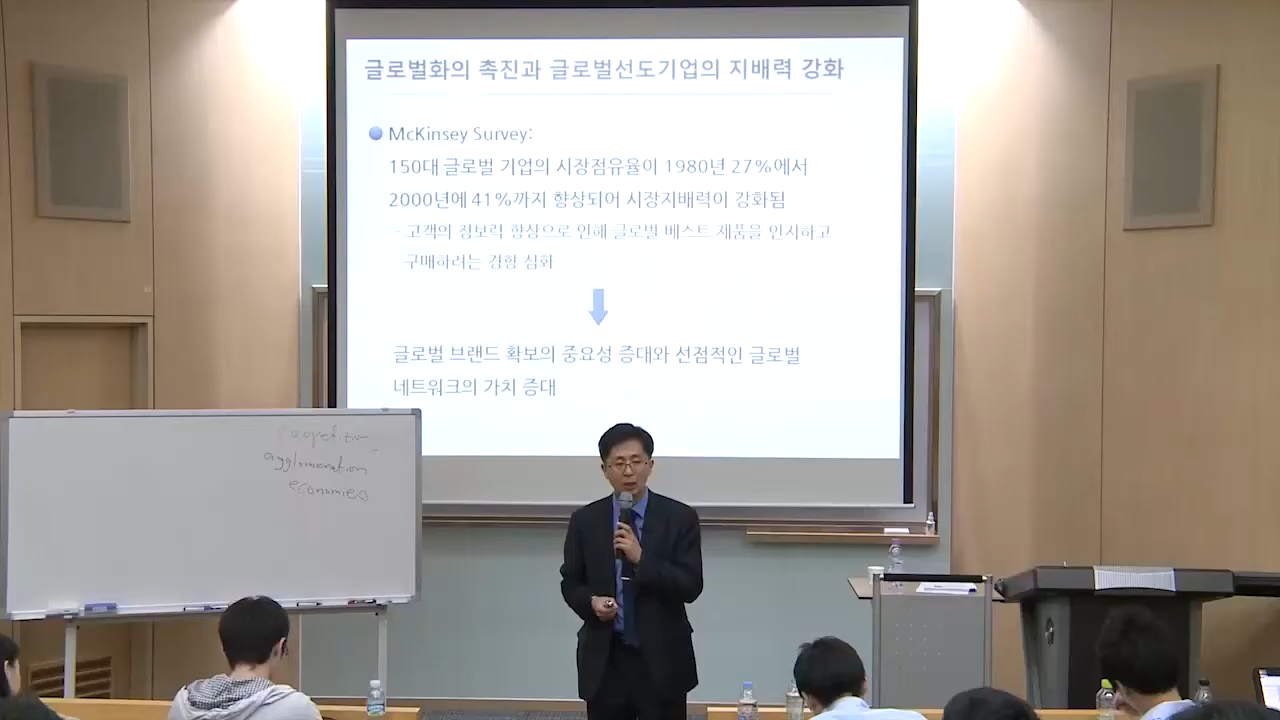 글로벌화의 촉진과 글로벌선도기업의 지배력 강화
McKinsey Survey:
150대 글로벌 기업의 시장점유율이 1980년 27%에서
2000년에 41%까지 향상되어 시장지배력이 강화됨
- 고객의 정보력 향상으로 인해 글로벌 베스트 제품을 인지하고
구매하려는 경향 심화
글로벌 브랜드 확보의 중요성 증대와 선점적인 글로벌
네트워크의 가치 증대
agglomeration
economies